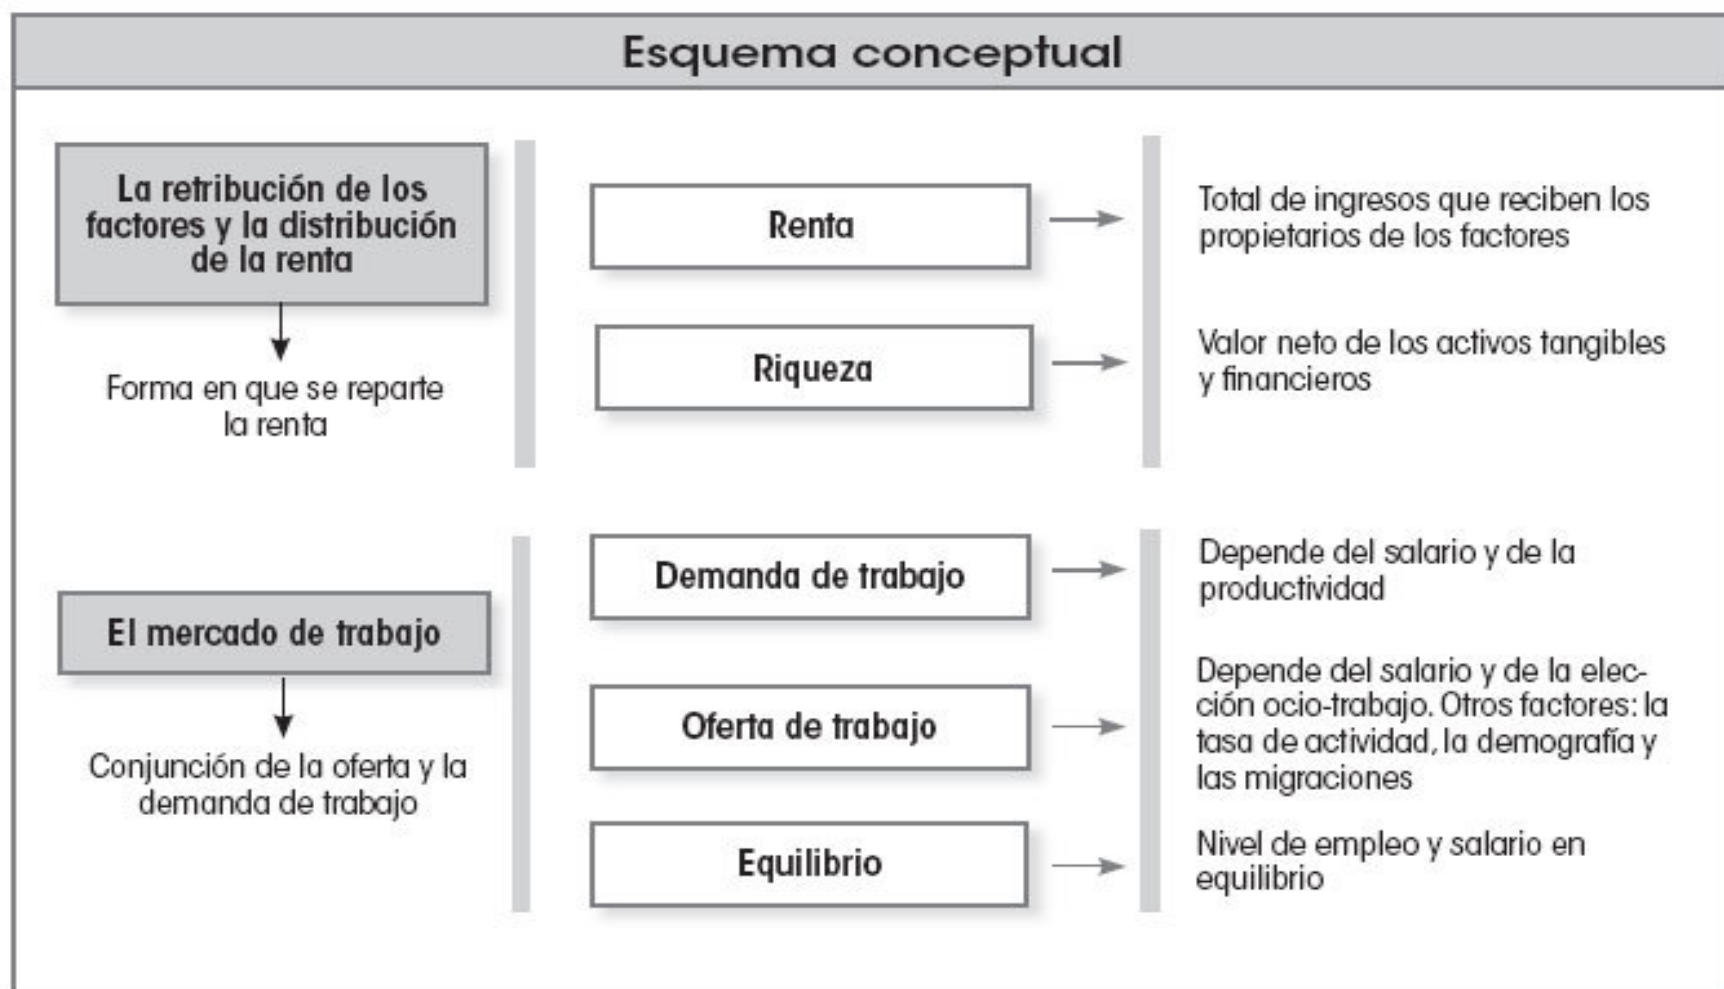 Esquema conceptual
La retribución de los
factores y la distribución
de la renta
Forma en que se reparte
la renta
Renta
Total de ingresos que reciben los
propietarios de los factores
Riqueza
Valor neto de los activos tangibles
y financieros
El mercado de trabajo
Conjunción de la oferta y la
demanda de trabajo
Demanda de trabajo
Depende del salario y de la
productividad
Oferta de trabajo
Depende del salario y de la elec-
ción ocio-trabajo. Otros factores: la
tasa de actividad, la demografía y
las migraciones
Equilibrio
Nivel de empleo y salario en
equilibrio